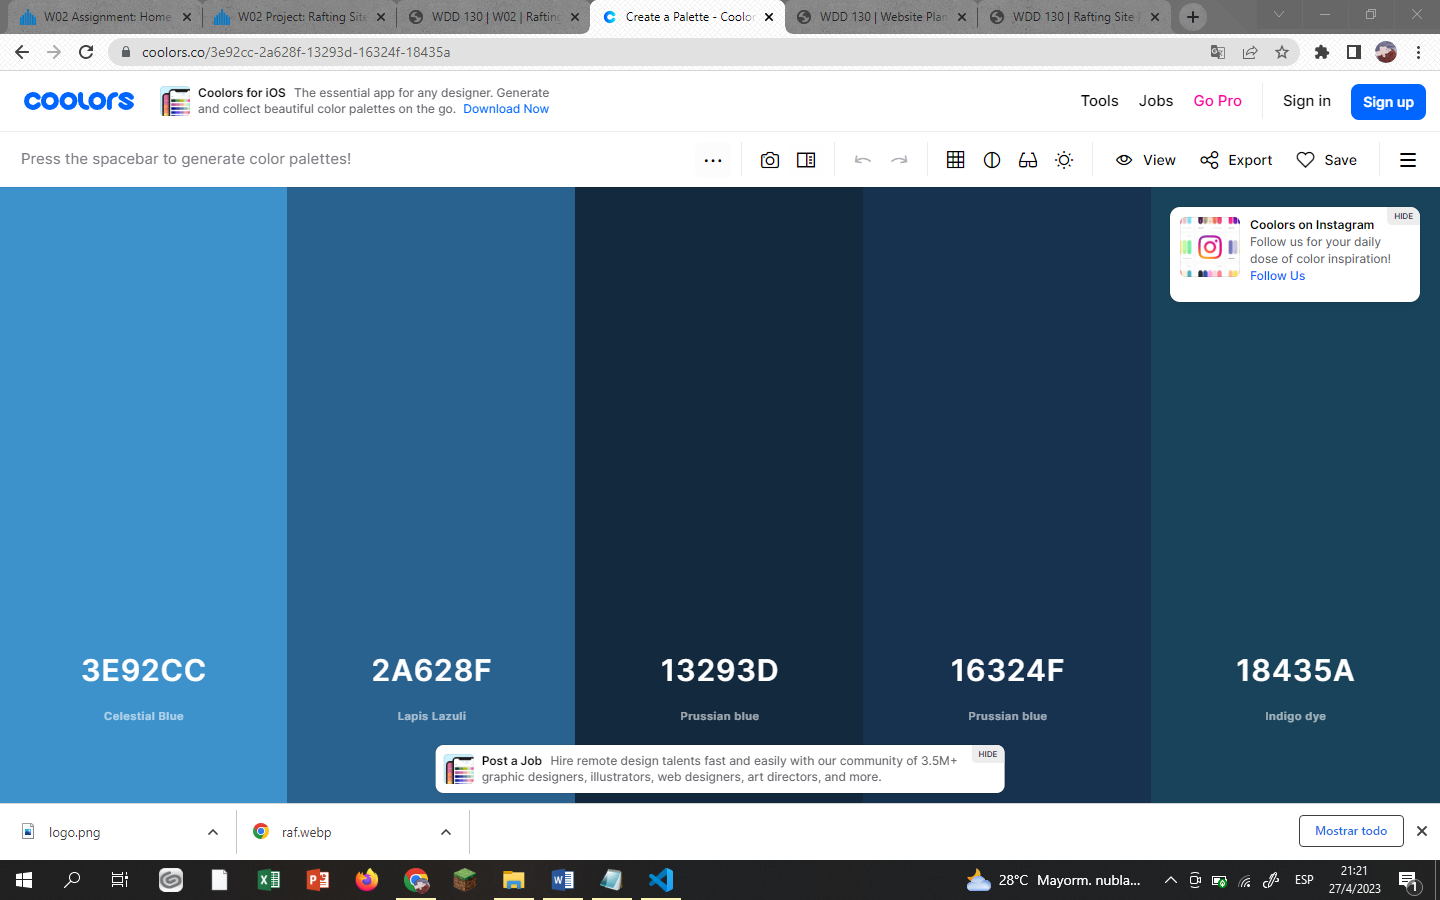 W02 Assignment: Home
W02 Project: Rafting Site
WDD 130 | W02 | Rafting
Create a Palette - Coolor
WDD 130 | Website Plan
WDD 130 | Rafting Site
coolors.co/3e92cc-2a628f-13293d-16324f-18435a
coolors
Coolors for iOS The essential app for any designer. Generate
and collect beautiful color palettes on the go. Download Now
Tools
Jobs
Go Pro
Sign in
Sign up
Press the spacebar to generate color palettes!
View
Export
Save
HIDE
Coolors on Instagram
Follow us for your daily
dose of color inspiration!
Follow Us
3E92CC
2A628F
13293D
16324F
18435A
Celestial Blue
Lapis Lazuli
Prussian blue
Prussian blue
Indigo dye
HIDE
Post a Job Hire remote design talents fast and easily with our community of 3.5M+
graphic designers, illustrators, web designers, art directors, and more.
logo.png
raf.webp
Mostrar todo
28°C Mayorm. nubla...
ESP
21:21
27/4/2023
1